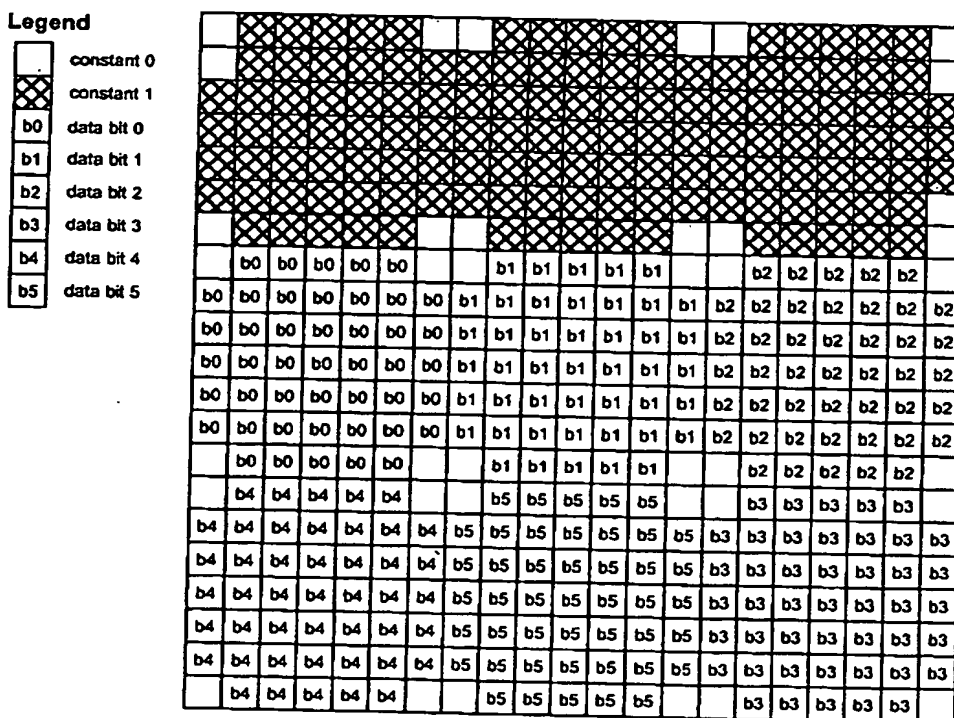 Legend
constant 0
constant 1
b0 data bit 0
b1 data bit 1
b2 data bit 2
b3 data bit 3
b4 data bit 4
b5 data bit 5
b0 b0 b0 b0 b0 b1 b1 b1 b1 b1 b2 b2 b2 b2 b2
b0 b0 b0 b0 b0 b0 b0 b1 b1 b1 b1 b1 b1 b1 b2 b2 b2 b2 b2 b2 b2
b0 b0 b0 b0 b0 b0 b0 b1 b1 b1 b1 b1 b1 b1 b2 b2 b2 b2 b2 b2 b2
b0 b0 b0 b0 b0 b0 b0 b1 b1 b1 b1 b1 b1 b1 b2 b2 b2 b2 b2 b2 b2
b0 b0 b0 b0 b0 b0 b0 b1 b1 b1 b1 b1 b1 b1 b2 b2 b2 b2 b2 b2 b2
b0 b0 b0 b0 b0 b0 b0 b1 b1 b1 b1 b1 b1 b1 b2 b2 b2 b2 b2 b2 b2
b0 b0 b0 b0 b0 b1 b1 b1 b1 b1 b2 b2 b2 b2 b2
b4 b4 b4 b4 b4 b5 b5 b5 b5 b5 b3 b3 b3 b3 b3
b4 b4 b4 b4 b4 b4 b4 b5 b5 b5 b5 b5 b5 b5 b3 b3 b3 b3 b3 b3 b3
b4 b4 b4 b4 b4 b4 b4 b5 b5 b5 b5 b5 b5 b5 b3 b3 b3 b3 b3 b3 b3
b4 b4 b4 b4 b4 b4 b4 b5 b5 b5 b5 b5 b5 b5 b3 b3 b3 b3 b3 b3 b3
b4 b4 b4 b4 b4 b4 b4 b5 b5 b5 b5 b5 b5 b5 b3 b3 b3 b3 b3 b3 b3
b4 b4 b4 b4 b4 b4 b4 b5 b5 b5 b5 b5 b5 b5 b3 b3 b3 b3 b3 b3 b3
b4 b4 b4 b4 b4 b5 b5 b5 b5 b5 b3 b3 b3 b3 b3